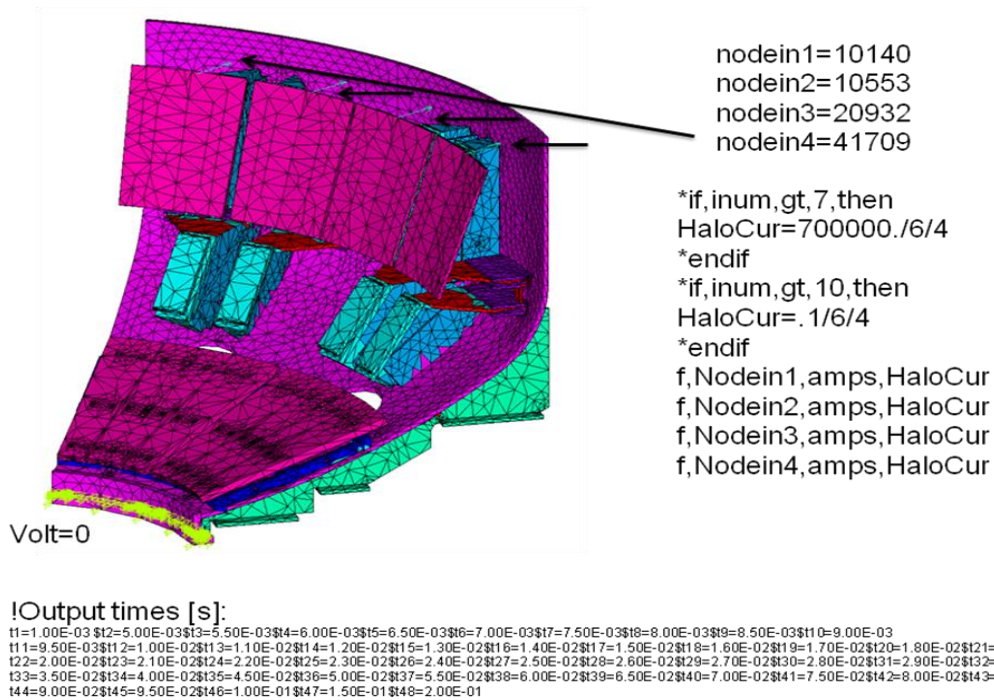 nodein1=10140
nodein2=10553
nodein3=20932
nodein4=41709
*if,inum,gt,7,then
HaloCur=700000./6/4
*endif
*if,inum,gt,10,then
HaloCur=.1/6/4
*endif
f,Nodein1,amps,HaloCur
f,Nodein2,amps,HaloCur
f,Nodein3,amps,HaloCur
f,Nodein4,amps,HaloCur
Volt=0
!Output times [s]:
t1=1.00E-03 $t2=5.00E-03$t3=5.50E-03$t4=6.00E-03$t5=6.50E-03$t6=7.00E-03$t7=7.50E-03$t8=8.00E-03$t9=8.50E-03$t10=9.00E-03
t11=9.50E-03$t12=1.00E-02$t13=1.10E-02$t14=1.20E-02$t15=1.30E-02$t16=1.40E-02$t17=1.50E-02$t18=1.60E-02$t19=1.70E-02$t20=1.80E-02$t21=
t22=2.00E-02$t23=2.10E-02$t24=2.20E-02$t25=2.30E-02$t26=2.40E-02$t27=2.50E-02$t28=2.60E-02$t29=2.70E-02$t30=2.80E-02$t31=2.90E-02$t32=
t33=3.50E-02$t34=4.00E-02$t35=4.50E-02$t36=5.00E-02$t37=5.50E-02$t38=6.00E-02$t39=6.50E-02$t40=7.00E-02$t41=7.50E-02$t42=8.00E-02$t43=
t44=9.00E-02$t45=9.50E-02$t46=1.00E-01$t47=1.50E-01$t48=2.00E-01